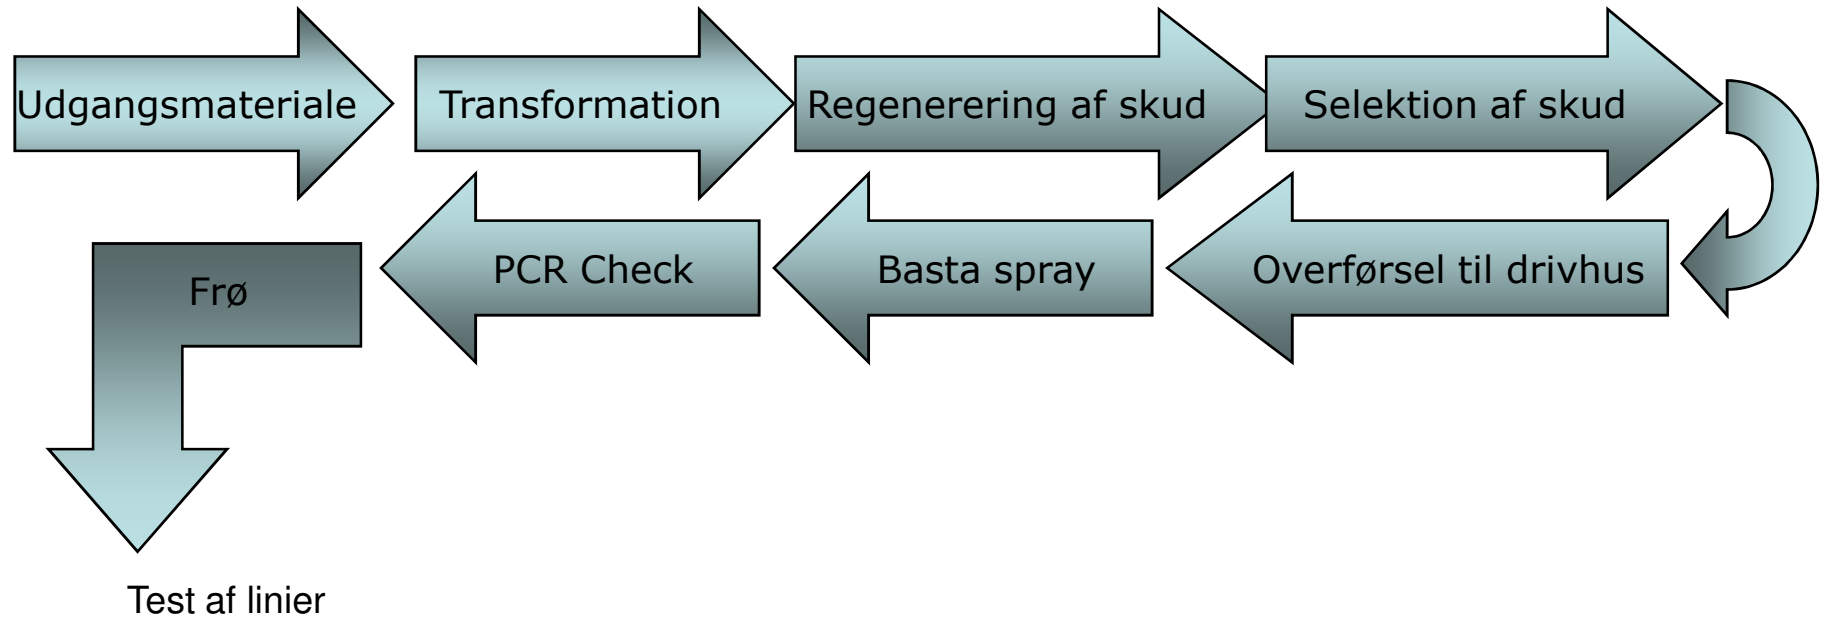 Udgangsmateriale
Transformation
Regenerering af skud
Selektion af skud
Overførsel til drivhus
Basta spray
PCR Check
Frø
Test af linier